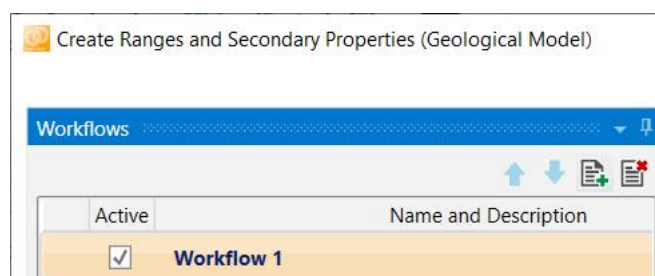 Create Ranges and Secondary Properties (Geological Model)
Workflows
Active Name and Description
Workflow 1